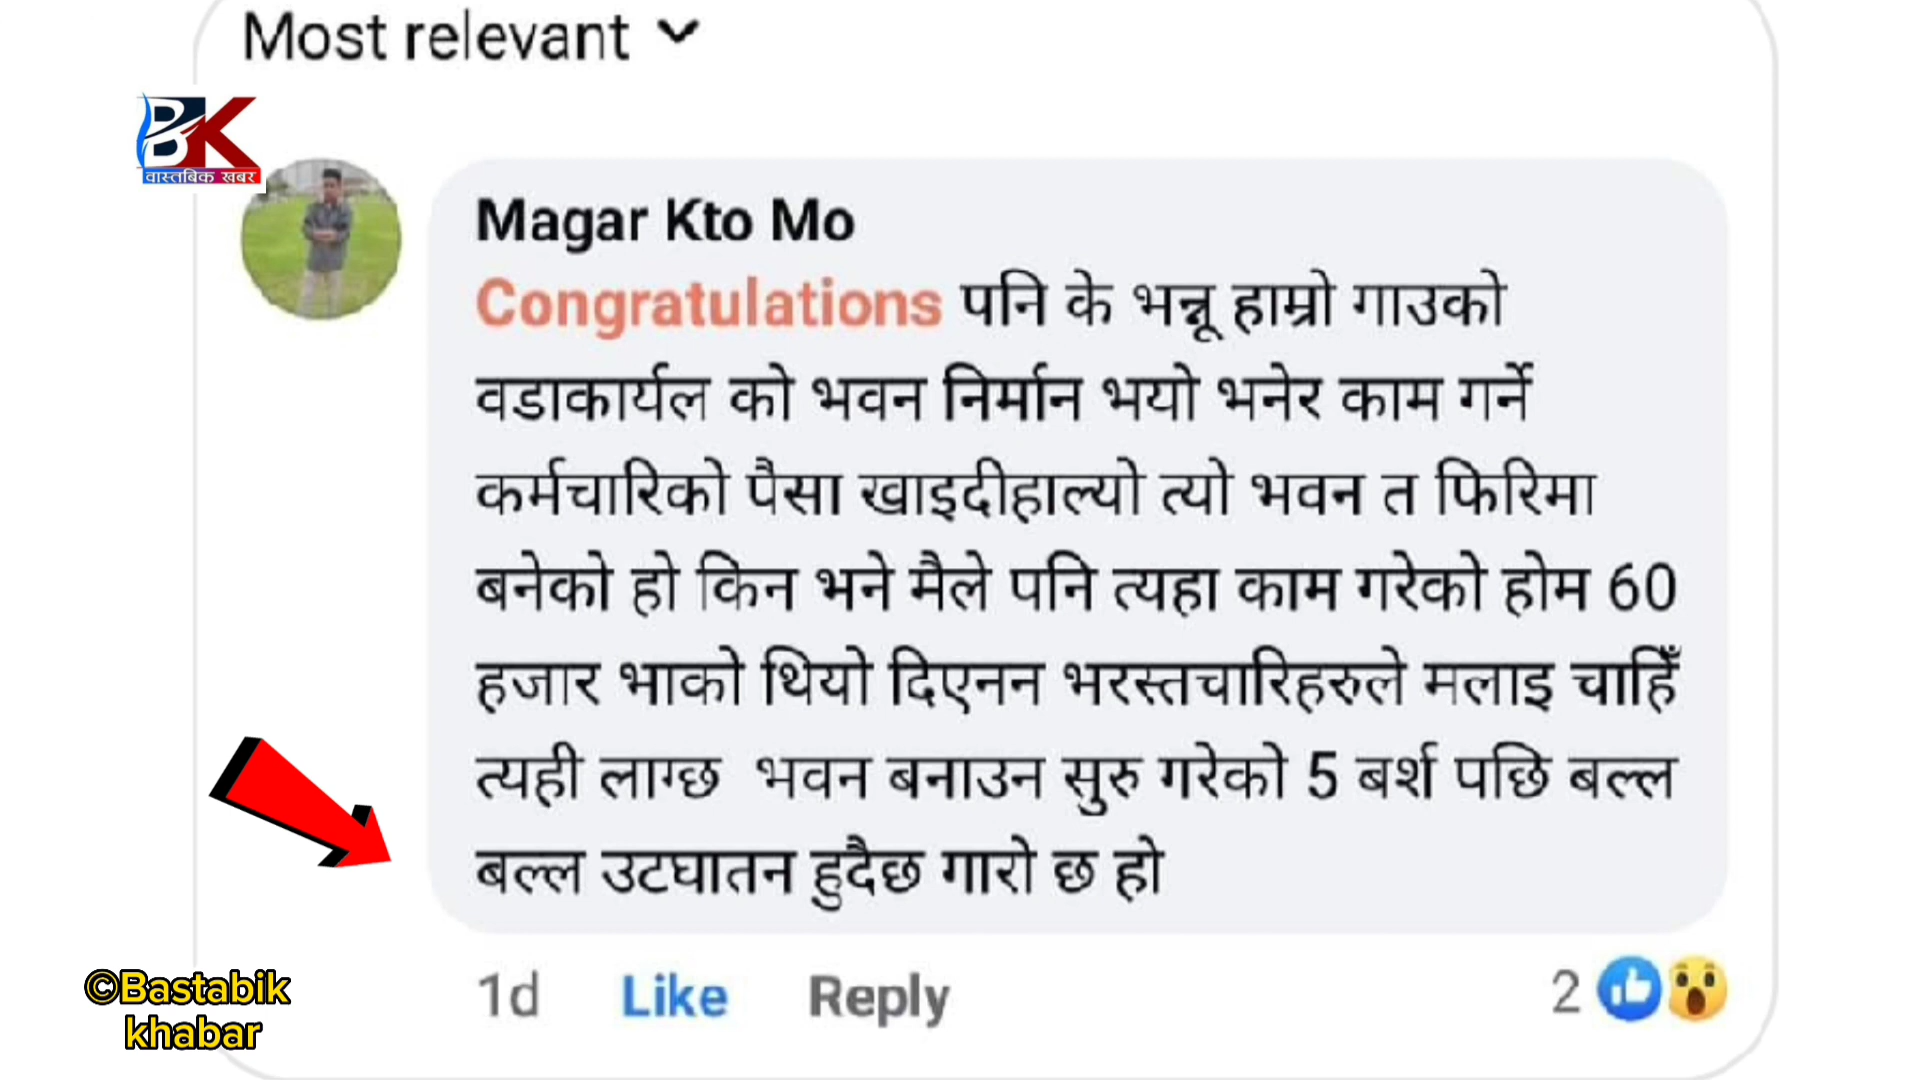 Most relevant
BK
वास्तबिक खबर
Magar Kto Mo
Congratulations पनि के भन्नू हाम्रो गाउको
वडाकार्यल को भवन निर्मान भयो भनेर काम गर्ने
कर्मचारिको पैसा खाइदीहाल्यो त्यो भवन त फिरिमा
बनेको हो किन भने मैले पनि त्यहा काम गरेको होम 60
हजार भाको थियो दिएनन भरस्तचारिहरुले मलाइ चाहिँ
त्यही लाग्छ भवन बनाउन सुरु गरेको 5 बर्श पछि बल्ल
बल्ल उटघातन हुदैछ गारो छ हो
1d Like Reply 2
©Bastabik
khabar